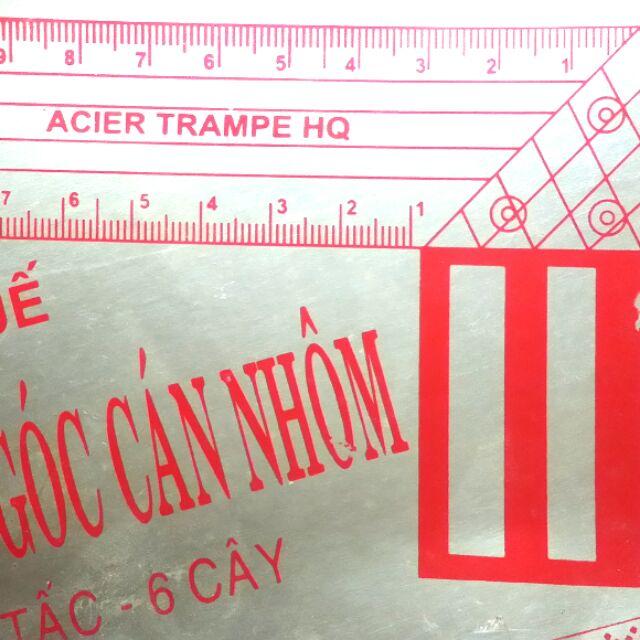 9 8 7 6 5 4 3 2 1
ACIER TRAMPE HQ
7 6 5 4 3 2 1
UẾ
GÓC CÁN NHÔM
TẤC - 6 CÂY